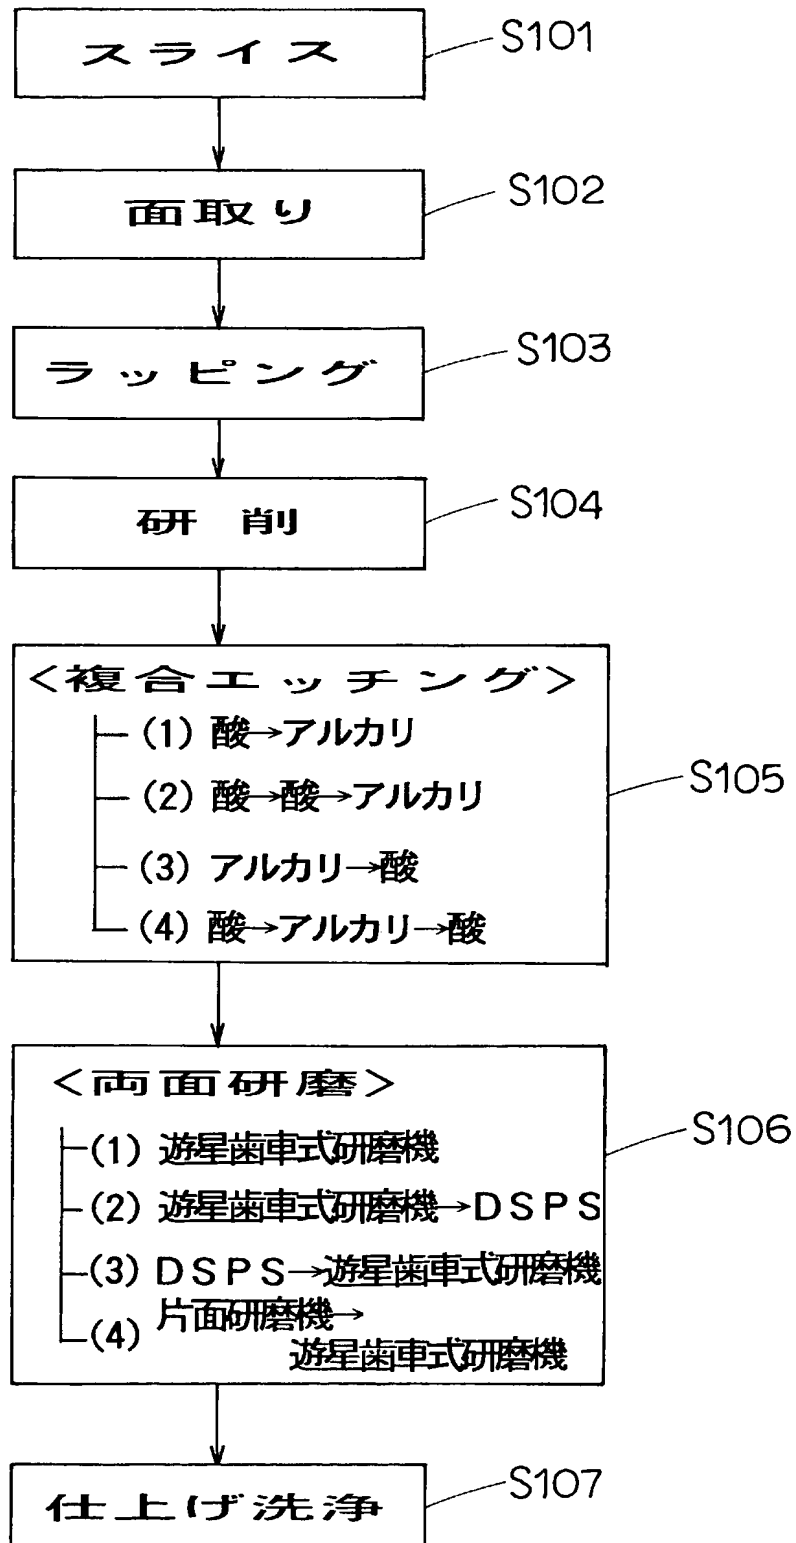 スライス S101
面取り S102
ラッピング S103
研削 S104
<複合エッチング>
(1) 酸→アルカリ
(2) 酸→酸→アルカリ S105
(3) アルカリ→酸
(4) 酸→アルカリ→酸
<両面研磨>
(1) 遊星歯車式研磨機 S106
(2) 遊星歯車式研磨機→DSPS
(3) DSPS→遊星歯車式研磨機
(4) 片面研磨機→
遊星歯車式研磨機
仕上げ洗浄 S107